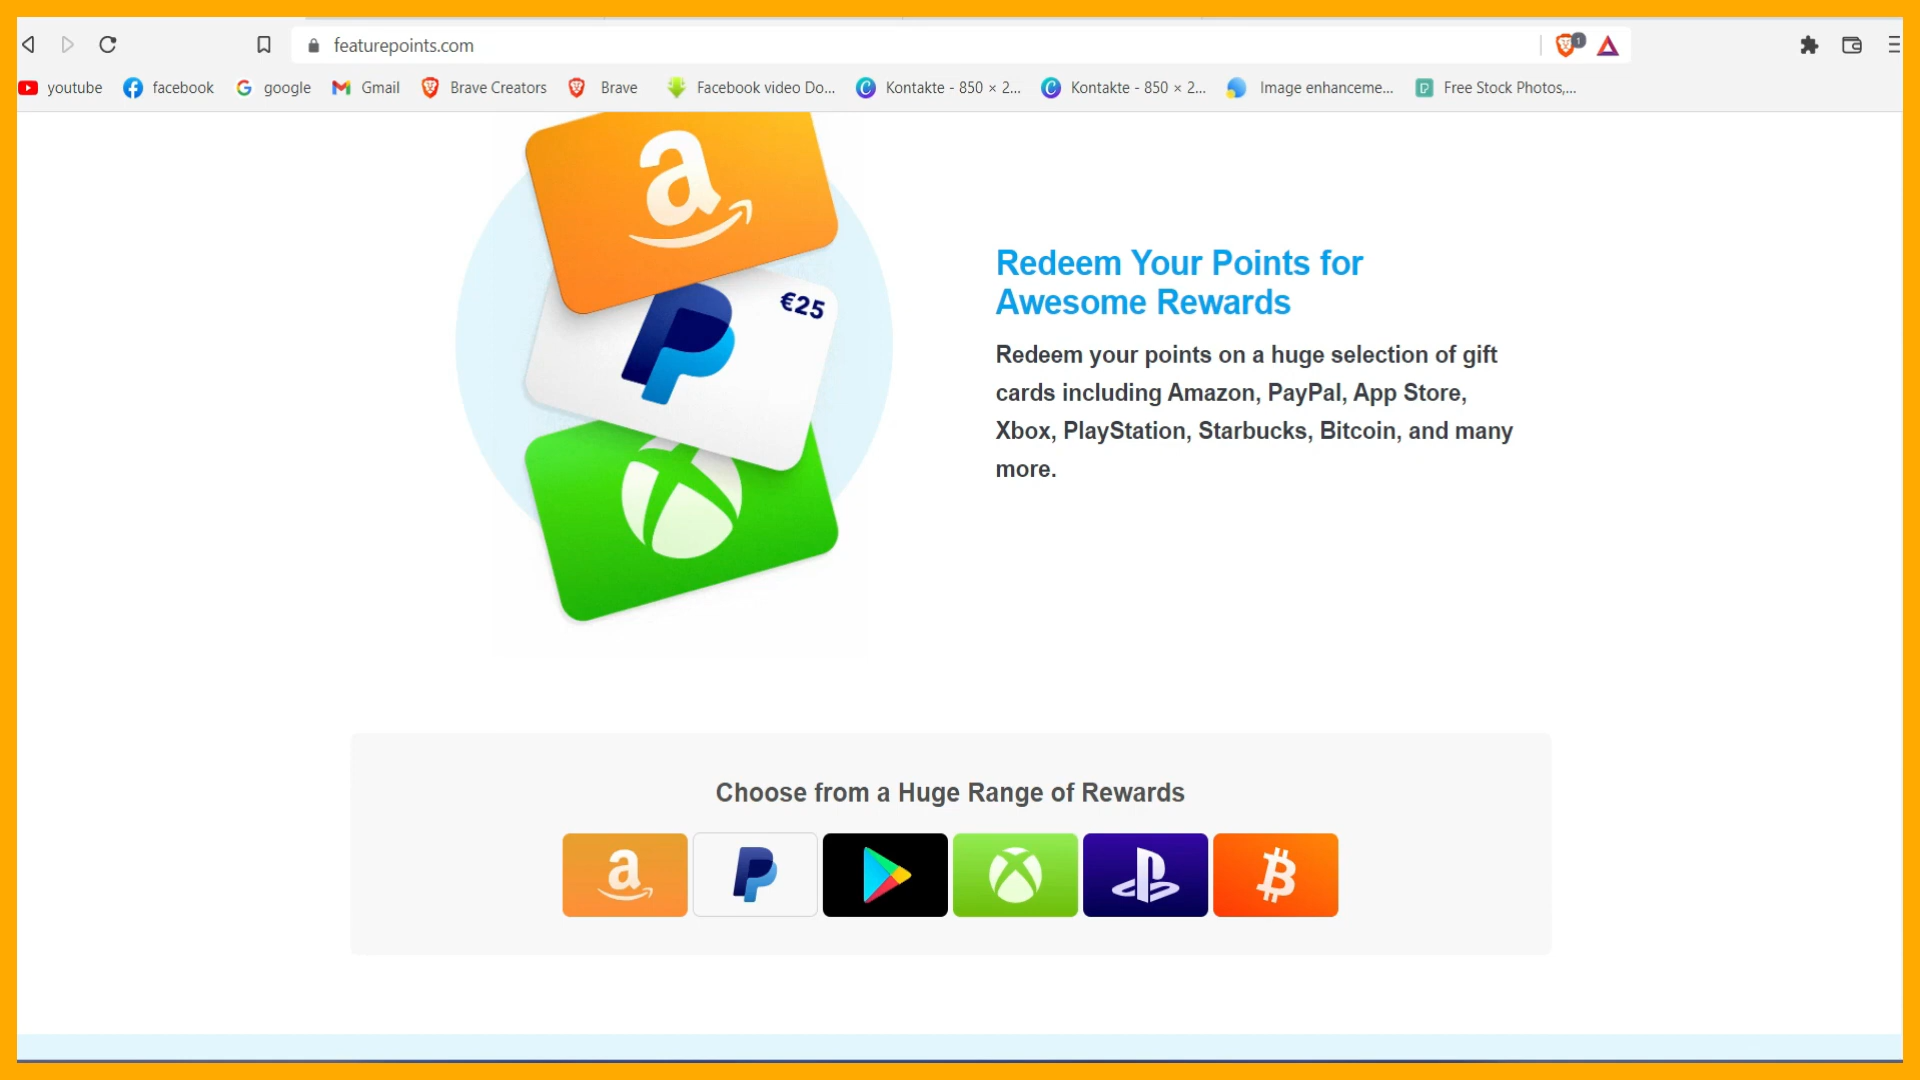 featurepoints.com
1
youtube
facebook
google
Gmail
Brave Creators
Brave
Facebook video Do...
Kontakte - 850 × 2...
Kontakte - 850 × 2...
Image enhanceme...
Free Stock Photos,...
a
€25
Redeem Your Points for
Awesome Rewards
Redeem your points on a huge selection of gift
cards including Amazon, PayPal, App Store,
Xbox, PlayStation, Starbucks, Bitcoin, and many
more.
Choose from a Huge Range of Rewards
a